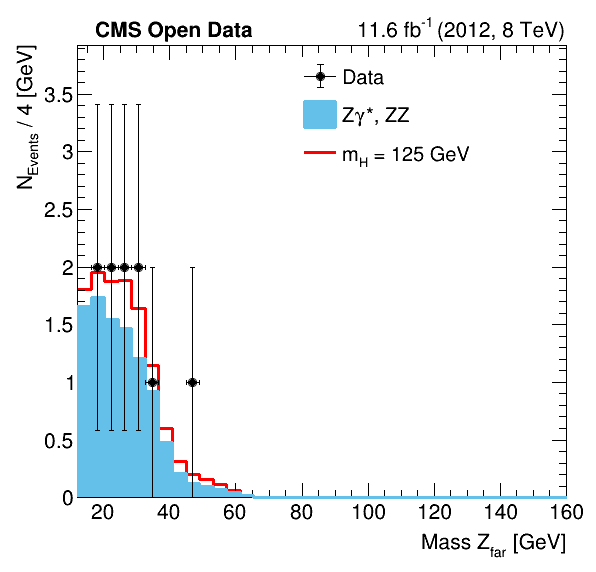 CMS Open Data
11.6 fb⁻¹ (2012, 8 TeV)
N_Events / 4 [GeV]
Data
Zγ*, ZZ
m_H = 125 GeV
3.5
3
2.5
2
1.5
1
0.5
0
20 40 60 80 100 120 140 160
Mass Z_far [GeV]